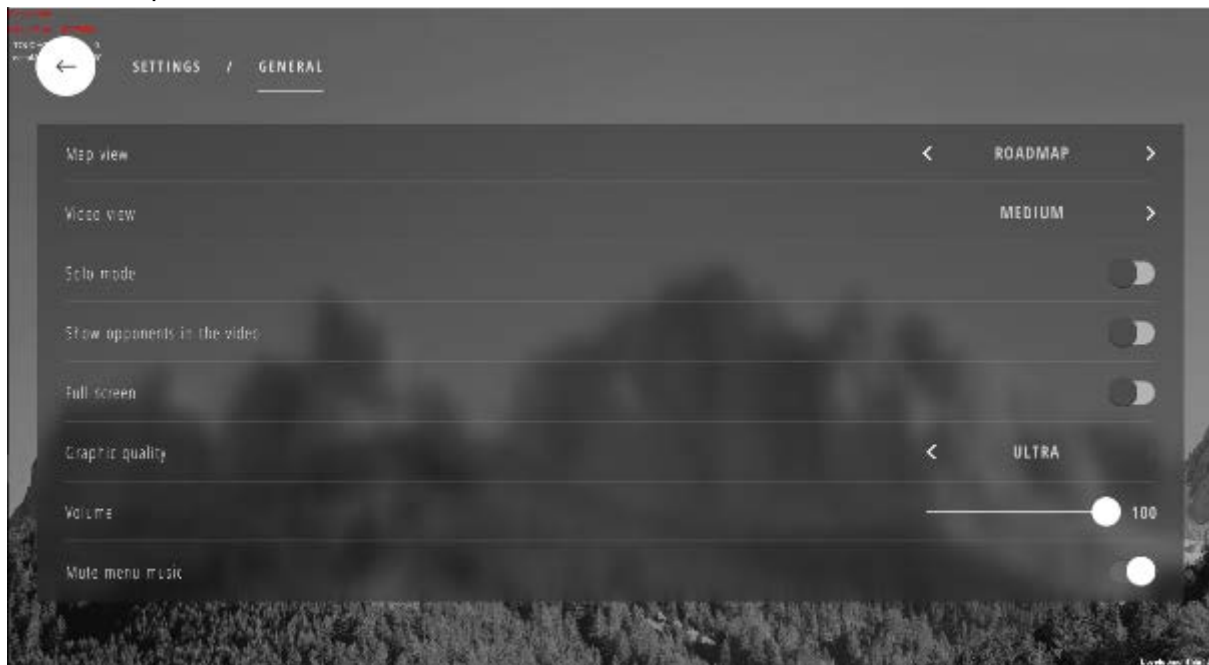 SETTINGS / GENERAL
Map view ROADMAP
Video view MEDIUM
Solo mode
Show opponents in the video
Full screen
Graphic quality ULTRA
Volume 100
Mute menu music